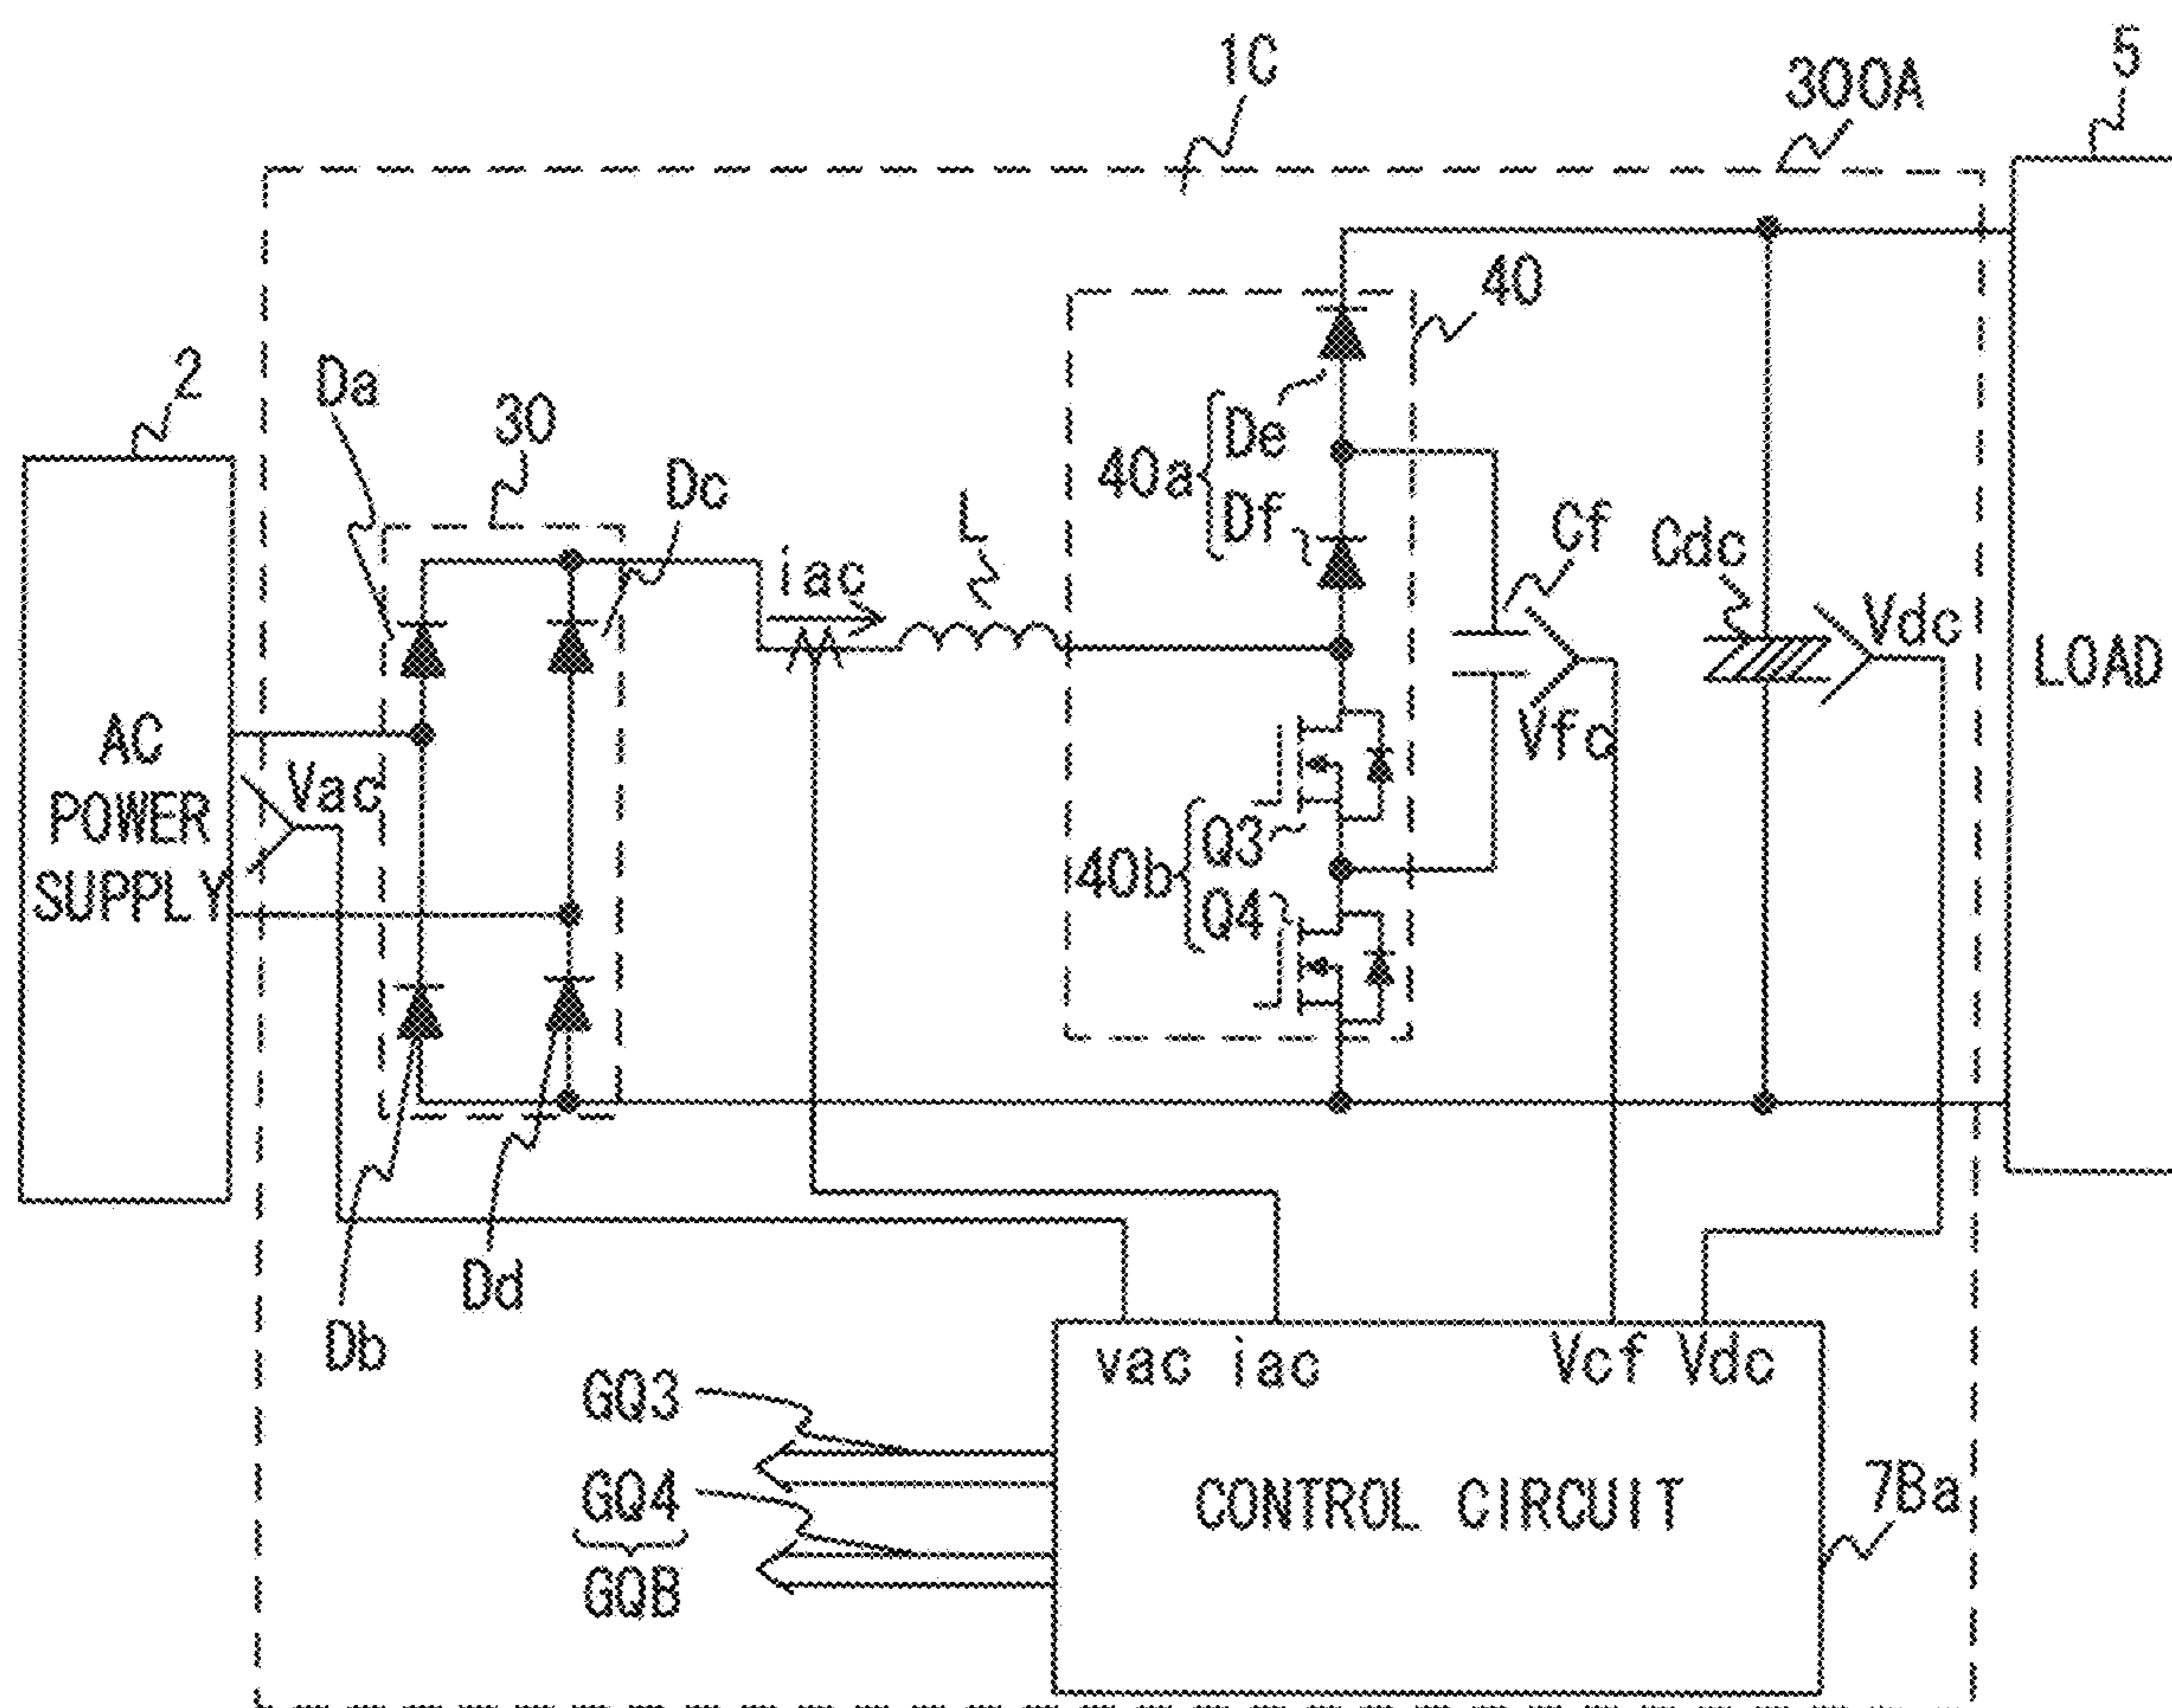 1C
300A
5
2
Da
30
Dc
40
De
40a
Df
L
iac
Cf
Cdc
Vdc
LOAD
AC
POWER
SUPPLY
Vac
Vfc
Q3
40b
Q4
Db
Dd
vac iac Vcf Vdc
GQ3
GQ4
GQB
CONTROL CIRCUIT
7Ba